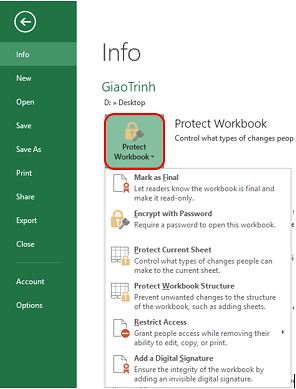 Info
New
Open
Save
Save As
Print
Share
Export
Close
Account
Options
Info
GiaoTrinh
D: » Desktop
Protect
Workbook
Protect Workbook
Control what types of changes peop
Mark as Final
Let readers know the workbook is final and
make it read-only.
Encrypt with Password
Require a password to open this workbook.
Protect Current Sheet
Control what types of changes people can
make to the current sheet.
Protect Workbook Structure
Prevent unwanted changes to the structure
of the workbook, such as adding sheets.
Restrict Access
Grant people access while removing their
ability to edit, copy, or print.
Add a Digital Signature
Ensure the integrity of the workbook by
adding an invisible digital signature.